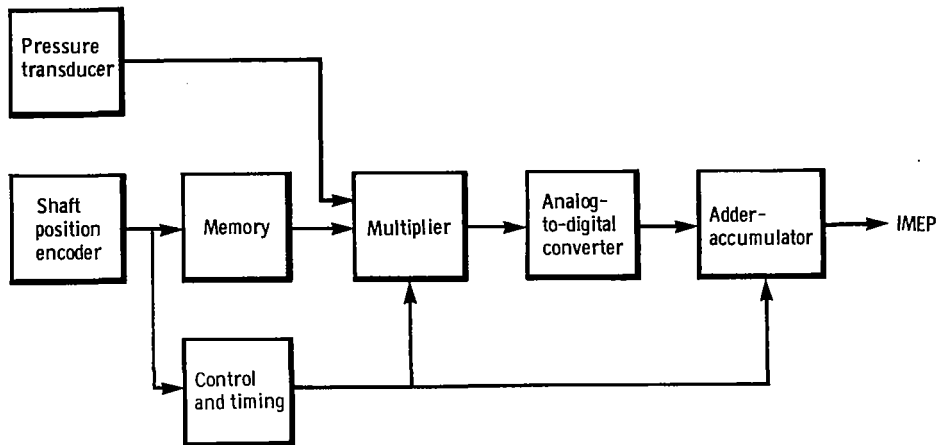 Pressure
transducer
Shaft
position
encoder
Memory
Multiplier
Analog-
to-digital
converter
Adder-
accumulator
IMEP
Control
and timing